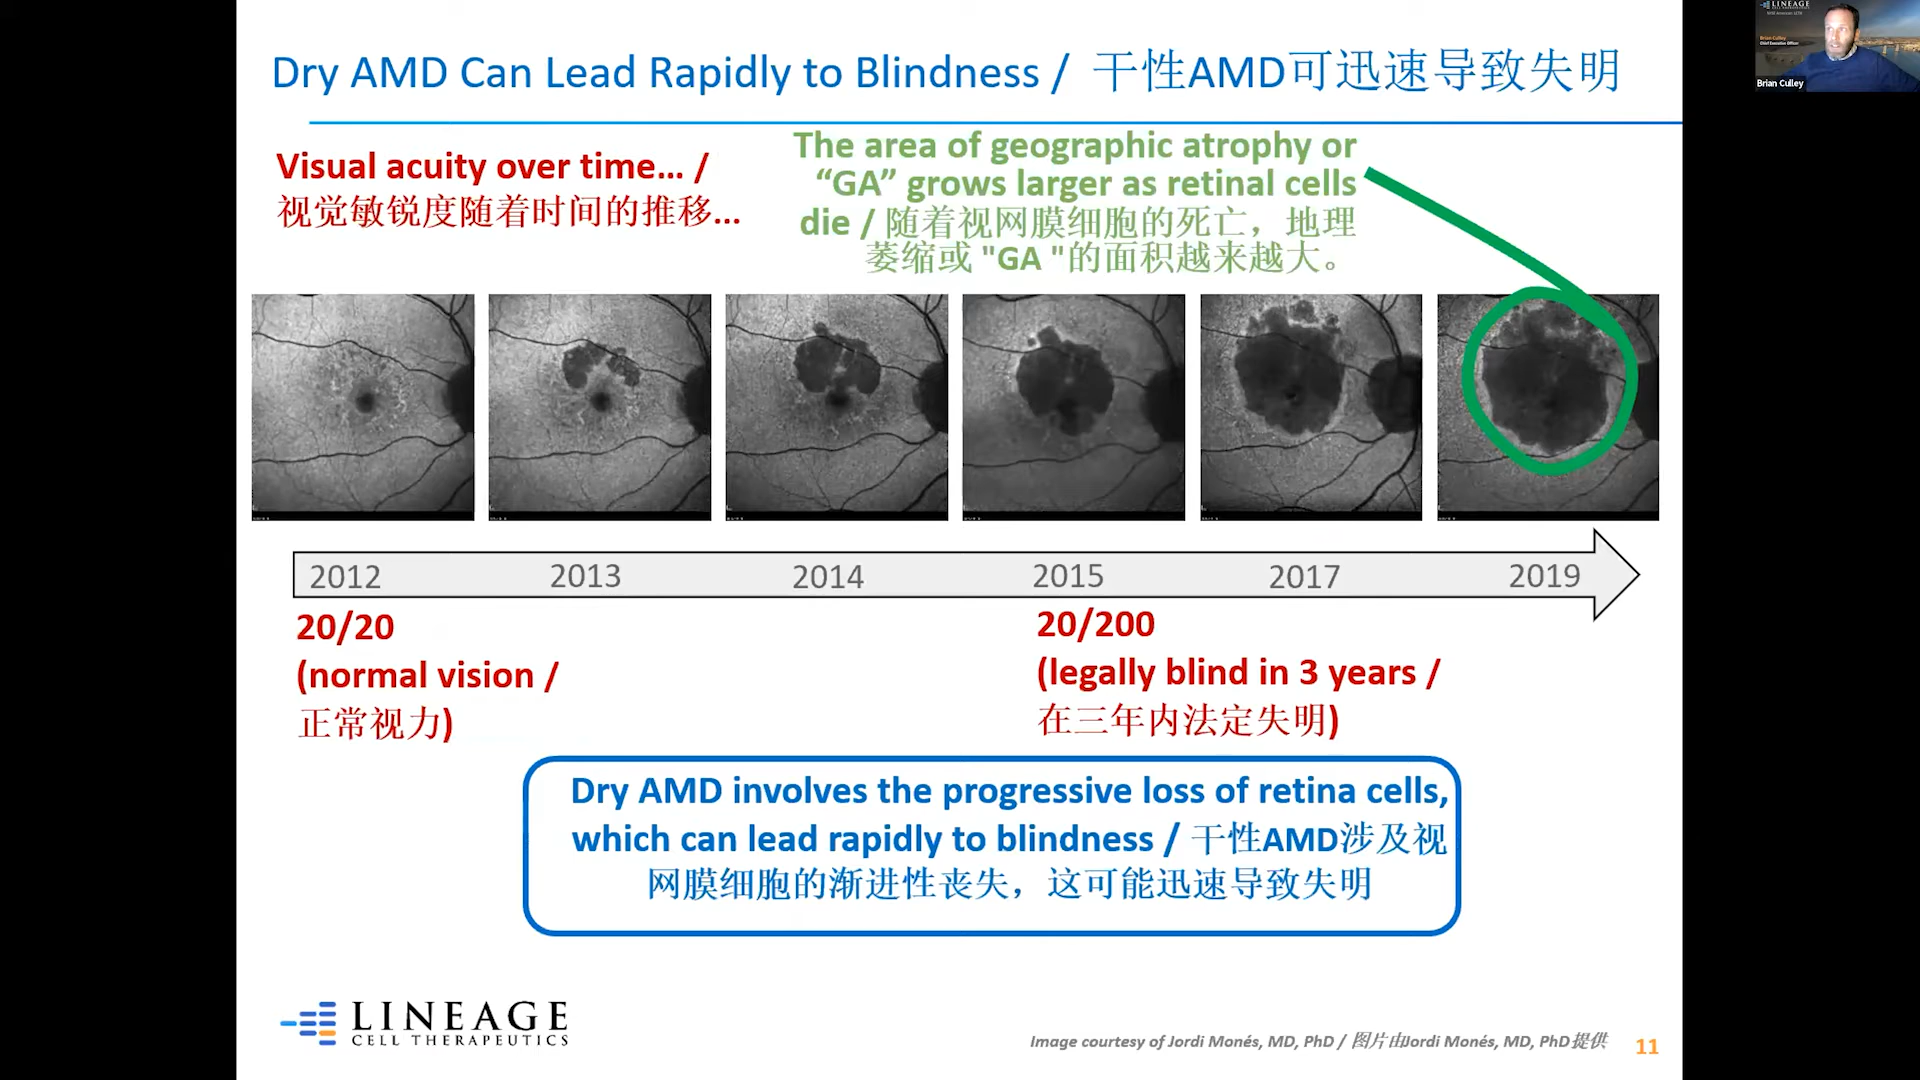 Dry AMD Can Lead Rapidly to Blindness / 干性AMD可迅速导致失明
Visual acuity over time... /
视觉敏锐度随着时间的推移...
The area of geographic atrophy or
“GA” grows larger as retinal cells
die / 随着视网膜细胞的死亡，地理
萎缩或 "GA "的面积越来越大。
2012 2013 2014 2015 2017 2019
20/20
(normal vision /
正常视力)
20/200
(legally blind in 3 years /
在三年内法定失明)
Dry AMD involves the progressive loss of retina cells,
which can lead rapidly to blindness / 干性AMD涉及视
网膜细胞的渐进性丧失，这可能迅速导致失明
LINEAGE
CELL THERAPEUTICS
Image courtesy of Jordi Monés, MD, PhD / 图片由Jordi Monés, MD, PhD提供
11
LINEAGE
Brian Culley
Chief Executive Officer
Brian Culley